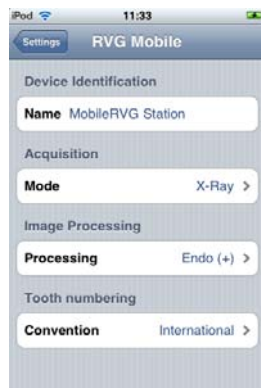 iPod 11:33
Settings RVG Mobile
Device Identification
Name MobileRVG Station
Acquisition
Mode X-Ray
Image Processing
Processing Endo (+)
Tooth numbering
Convention International